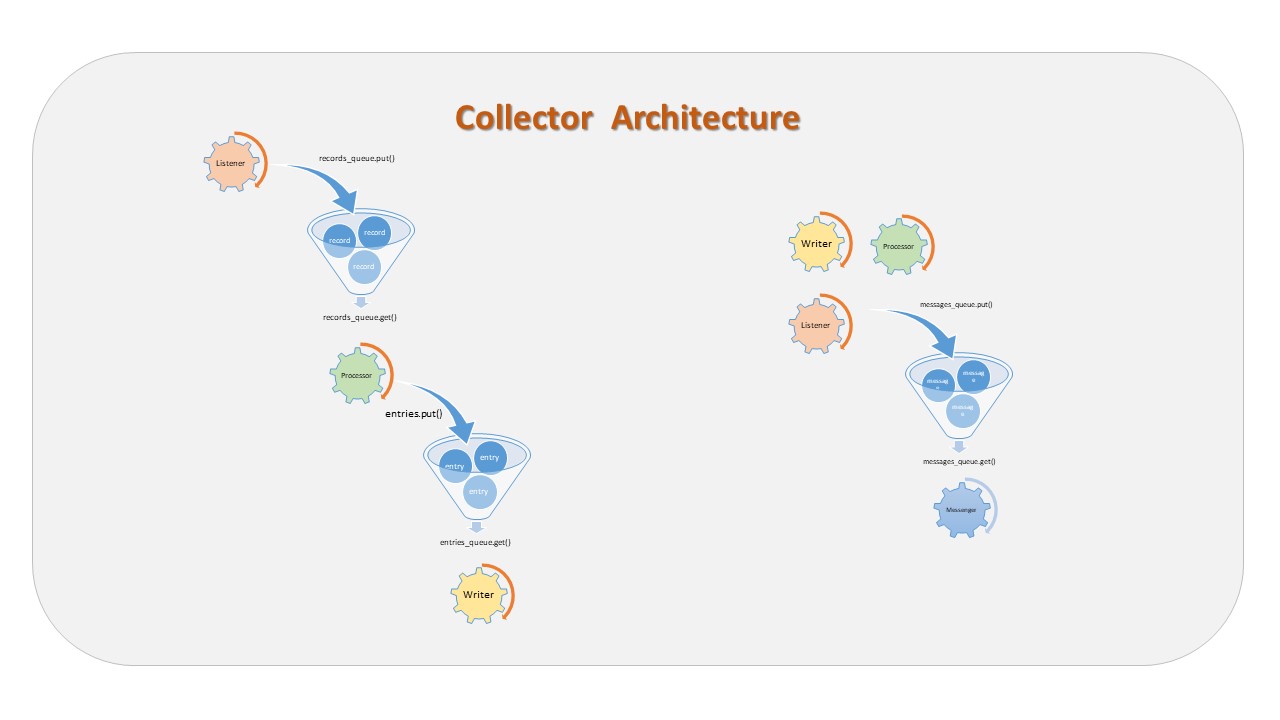 Collector Architecture
Listener
records_queue.put()
record
record
record
records_queue.get()
Processor
entries.put()
entry
entry
entry
entries_queue.get()
Writer
Writer
Processor
Listener
messages_queue.put()
messag
e
messag
e
messag
e
messages_queue.get()
Messenger